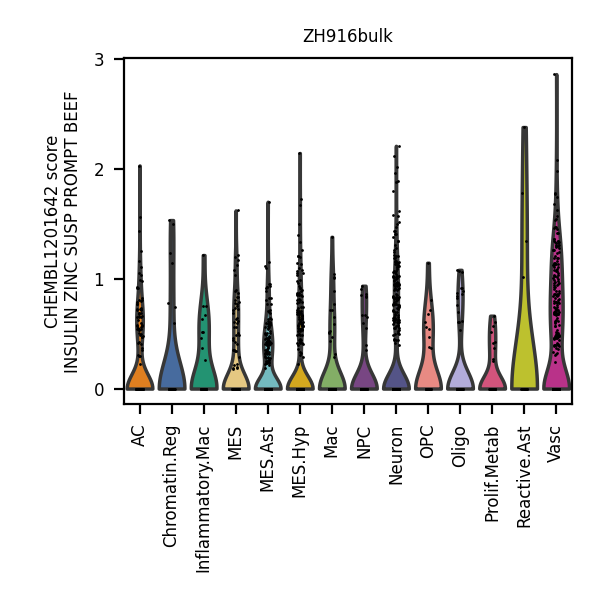 ZH916bulk
CHEMBL1201642 score
INSULIN ZINC SUSP PROMPT BEEF
3
2
1
0
AC
Chromatin.Reg
Inflammatory.Mac
MES
MES.Ast
MES.Hyp
Mac
NPC
Neuron
OPC
Oligo
Prolif.Metab
Reactive.Ast
Vasc